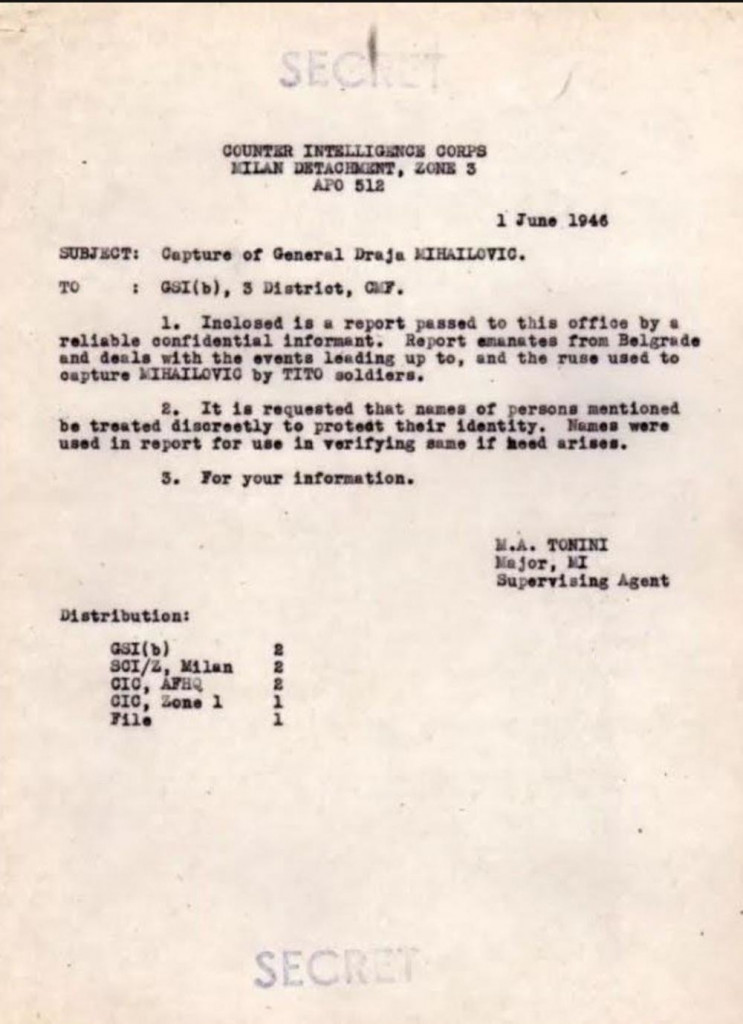 SECRET
COUNTER INTELLIGENCE CORPS
MILAN DETACHMENT, ZONE 3
APO 512
1 June 1946
SUBJECT: Capture of General Draja MIHAILOVIC.
TO : GSI(b), 3 District, CMF.
1. Inclosed is a report passed to this office by a
reliable confidential informant. Report emanates from Belgrade
and deals with the events leading up to, and the ruse used to
capture MIHAILOVIC by TITO soldiers.
2. It is requested that names of persons mentioned
be treated discreetly to protect their identity. Names were
used in report for use in verifying same if need arises.
3. For your information.
M.A. TONINI
Major, MI
Supervising Agent
Distribution:
GSI(b) 2
SCI/Z, Milan 2
CIC, AFHQ 2
CIC, Zone 1 1
File 1
SECRET